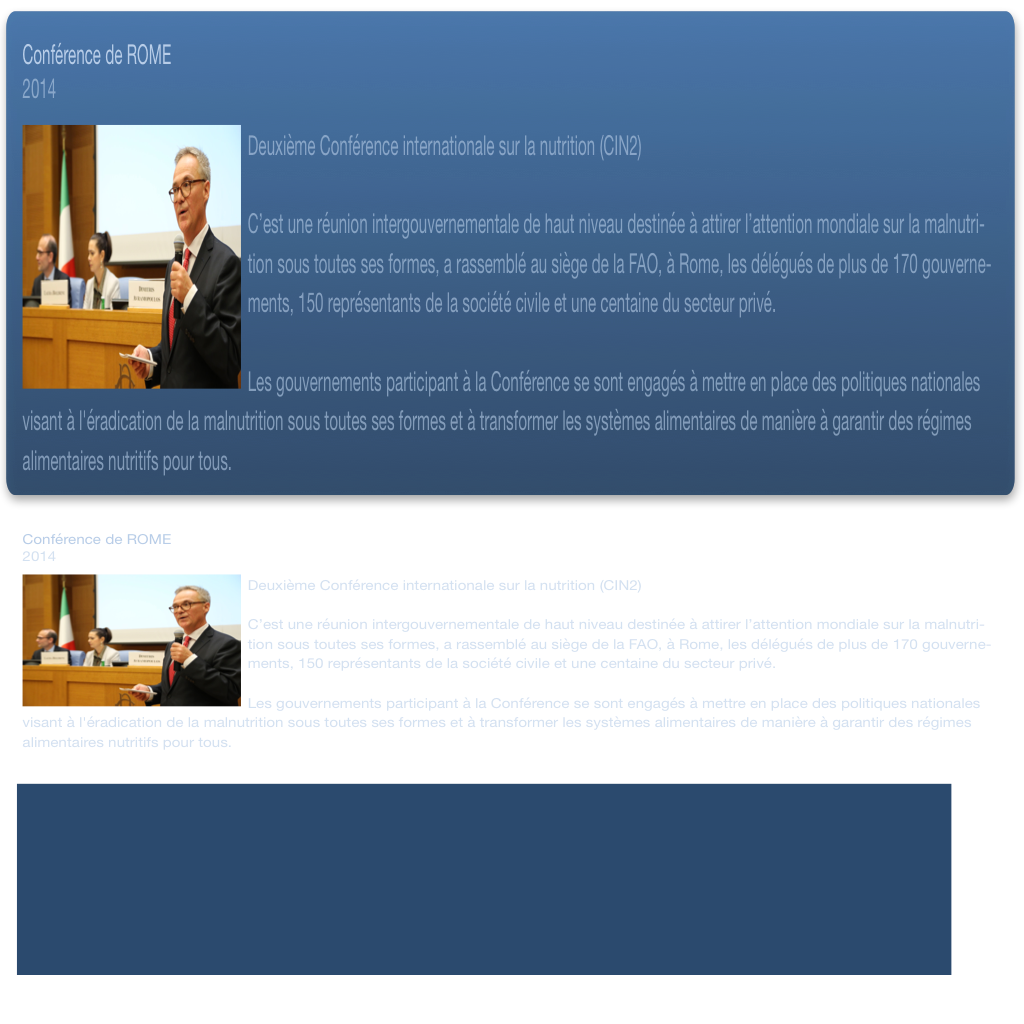 Conférence de ROME
2014
Deuxième Conférence internationale sur la nutrition (CIN2)
C'est une réunion intergouvernementale de haut niveau destinée à attirer l'attention mondiale sur la malnutri-
tion sous toutes ses formes, a rassemblé au siège de la FAO, à Rome, les délégués de plus de 170 gouverne-
ments, 150 représentants de la société civile et une centaine du secteur privé.
Les gouvernements participant à la Conférence se sont engagés à mettre en place des politiques nationales
visant à l'éradication de la malnutrition sous toutes ses formes et à transformer les systèmes alimentaires de manière à garantir des régimes
alimentaires nutritifs pour tous.
Conférence de ROME
2014
Deuxième Conférence internationale sur la nutrition (CIN2)
C'est une réunion intergouvernementale de haut niveau destinée à attirer l'attention mondiale sur la malnutri-
tion sous toutes ses formes, a rassemblé au siège de la FAO, à Rome, les délégués de plus de 170 gouverne-
ments, 150 représentants de la société civile et une centaine du secteur privé.
Les gouvernements participant à la Conférence se sont engagés à mettre en place des politiques nationales
visant à l'éradication de la malnutrition sous toutes ses formes et à transformer les systèmes alimentaires de manière à garantir des régimes
alimentaires nutritifs pour tous.